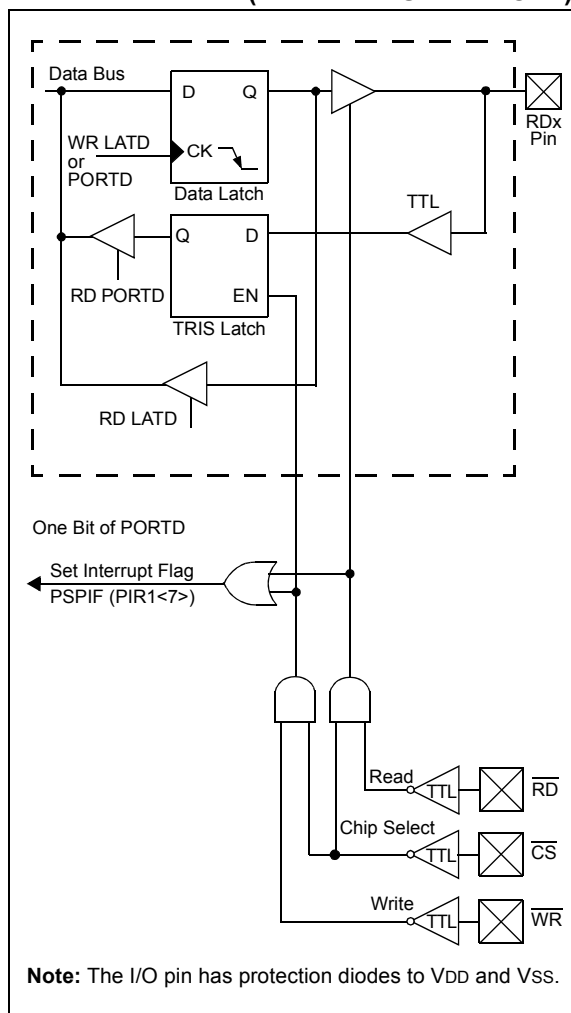 Data Bus
D Q
RDx
Pin
WR LATD
or
PORTD
CK
Data Latch
TTL
Q D
RD PORTD
EN
TRIS Latch
RD LATD
One Bit of PORTD
Set Interrupt Flag
PSPIF (PIR1<7>)
Read
TTL
RD
Chip Select
TTL
CS
Write
TTL
WR
Note: The I/O pin has protection diodes to VDD and VSS.